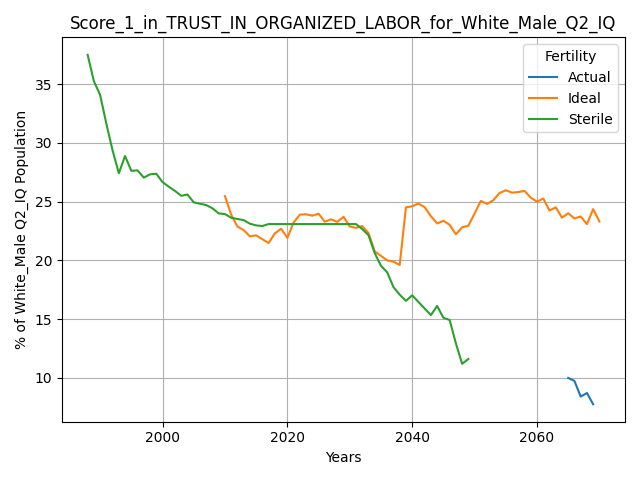 Score_1_in_TRUST_IN_ORGANIZED_LABOR_for_White_Male_Q2_IQ
Fertility
Actual
Ideal
Sterile
% of White_Male Q2_IQ Population
35
30
25
20
15
10
2000 2020 2040 2060
Years